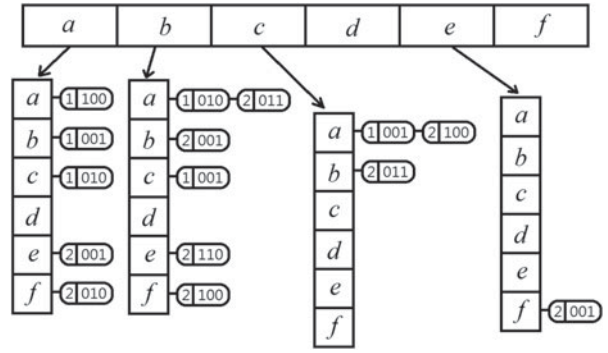 a b c d e f
a 1 100
b 1 001
c 1 010
d
e 2 001
f 2 010
a 1 010 2 011
b 2 001
c 1 001
d
e 2 110
f 2 100
a 1 001 2 100
b 2 011
c
d
e
f
a
b
c
d
e
f 2 001